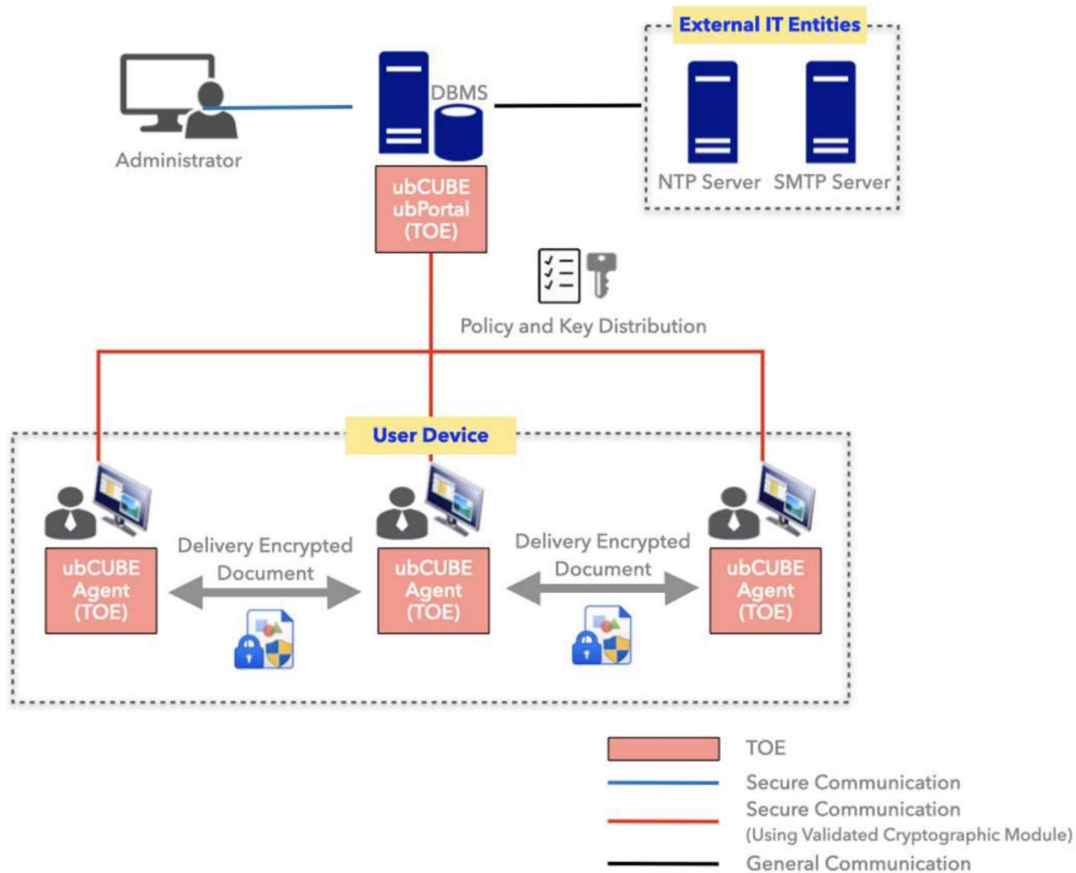 External IT Entities
DBMS
Administrator
NTP Server
SMTP Server
ubCUBE
ubPortal
(TOE)
Policy and Key Distribution
User Device
ubCUBE
Agent
(TOE)
Delivery Encrypted
Document
ubCUBE
Agent
(TOE)
Delivery Encrypted
Document
ubCUBE
Agent
(TOE)
TOE
Secure Communication
Secure Communication
(Using Validated Cryptographic Module)
General Communication